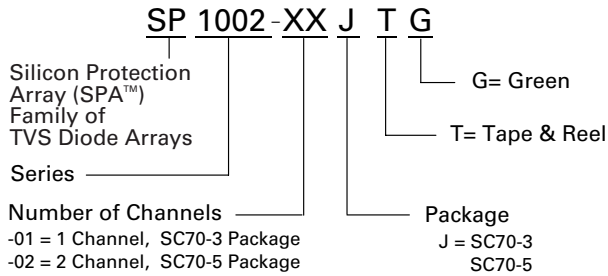 SP 1002-XX J T G
Silicon Protection
Array (SPA™)
Family of
TVS Diode Arrays
G= Green
T= Tape & Reel
Series
Number of Channels
-01 = 1 Channel, SC70-3 Package
-02 = 2 Channel, SC70-5 Package
Package
J = SC70-3
SC70-5